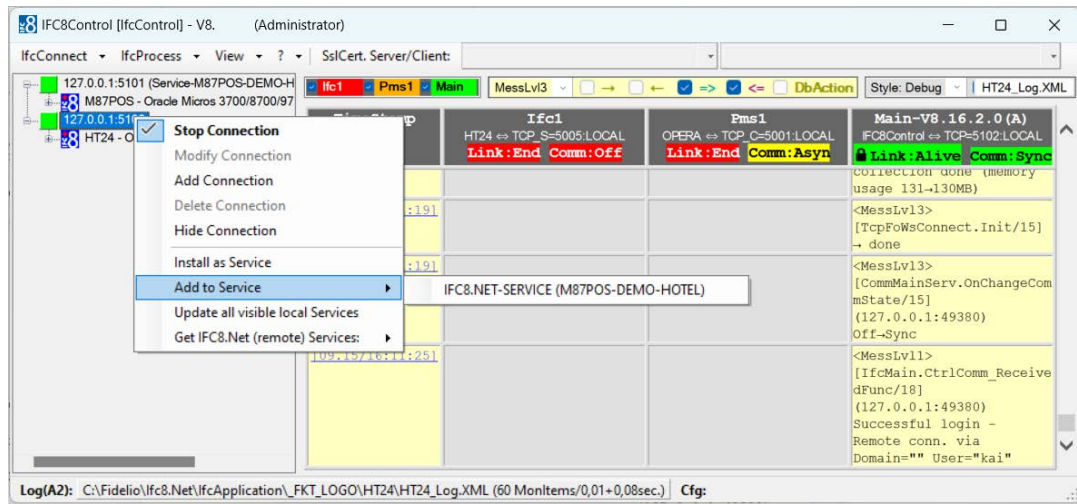 IFC8Control [IfcControl] - V8. (Administrator)
IfcConnect IfcProcess View ? SslCert. Server/Client:
127.0.0.1:5101 (Service-M87POS-DEMO-H
M87POS - Oracle Micros 3700/8700/97
127.0.0.1:510
HT24 - O
Stop Connection
Modify Connection
Add Connection
Delete Connection
Hide Connection
Install as Service
Add to Service
Update all visible local Services
Get IFC8.Net (remote) Services:
IFC8.NET-SERVICE (M87POS-DEMO-HOTEL)
Ifc1 Pms1 Main MessLvl3 → ← => <= DbAction Style: Debug HT24_Log.XML
Ifc1
HT24 ⇔ TCP_S=5005:LOCAL
Link:End Comm:Off
Pms1
OPERA ⇔ TCP_C=5001:LOCAL
Link:End Comm:Asyn
Main-V8.16.2.0(A)
IFC8Control ⇔ TCP=5102:LOCAL
Link:Alive Comm:Sync
collection done (memory
usage 131→130MB)
:19]
<MessLvl3>
[TcpFoWsConnect.Init/15]
→ done
:19]
<MessLvl3>
[CommMainServ.OnChangeCom
mState/15]
(127.0.0.1:49380)
Off→Sync
[09.15/16:11:25]
<MessLvl1>
[IfcMain.CtrlComm_Receive
dFunc/18]
(127.0.0.1:49380)
Successful login -
Remote conn. via
Domain="" User="kai"
Log(A2): C:\Fidelio\Ifc8.Net\IfcApplication\_FKT_LOGO\HT24\HT24_Log.XML (60 MonItems/0,01+0,08sec.) Cfg: